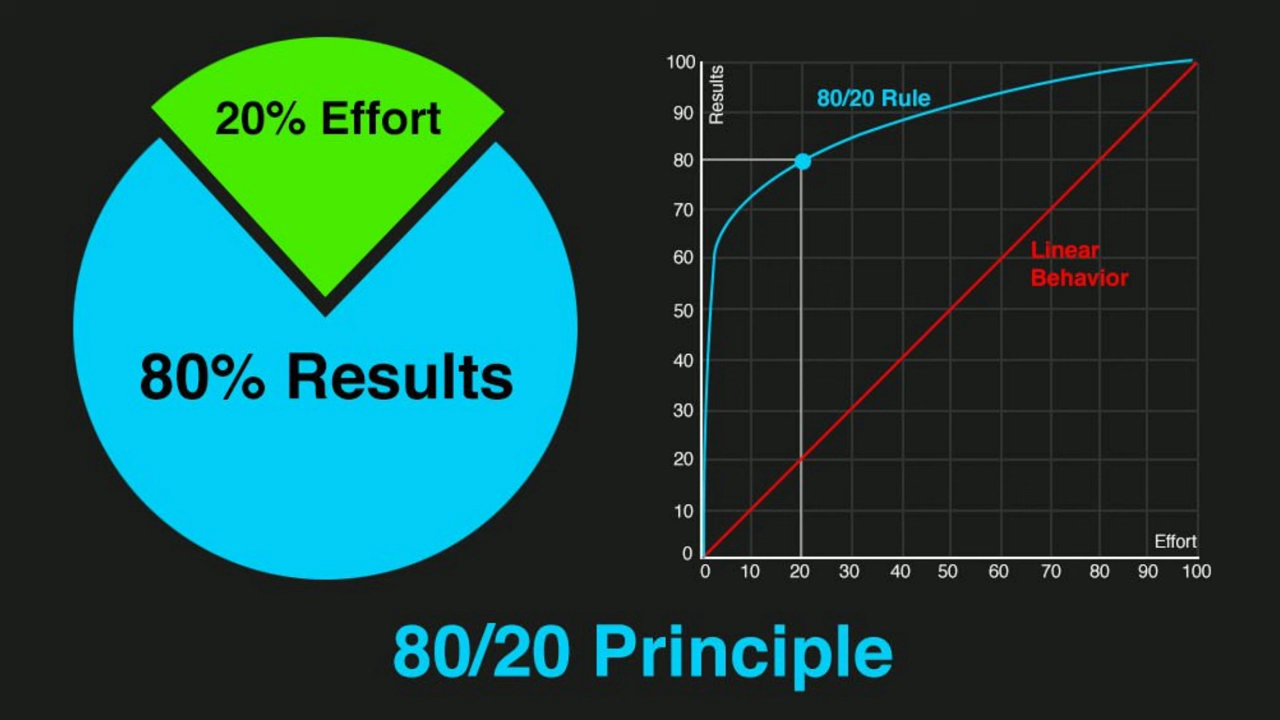 20% Effort
80% Results
Results
80/20 Rule
Linear
Behavior
Effort
100
90
80
70
60
50
40
30
20
10
0
0 10 20 30 40 50 60 70 80 90 100
80/20 Principle